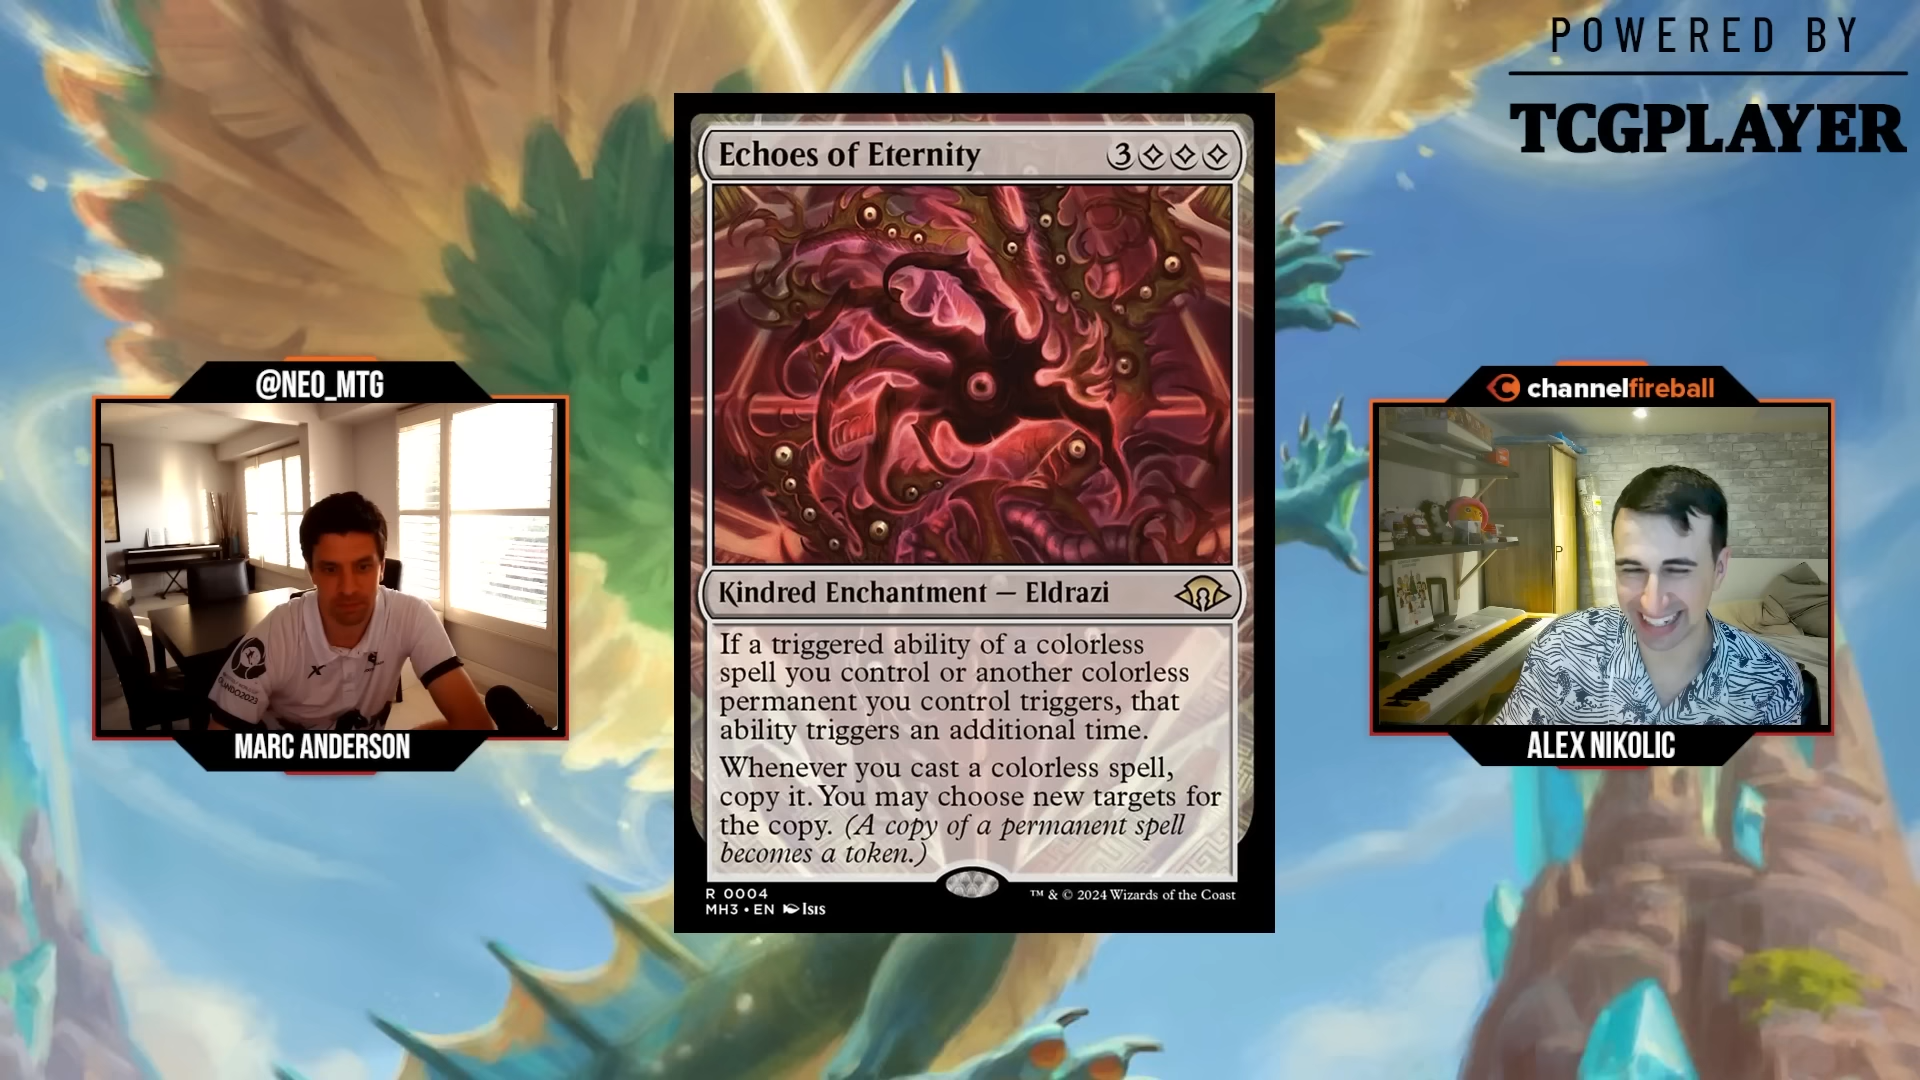 POWERED BY
TCGPLAYER
Echoes of Eternity 3
Kindred Enchantment — Eldrazi
If a triggered ability of a colorless
spell you control or another colorless
permanent you control triggers, that
ability triggers an additional time.
Whenever you cast a colorless spell,
copy it. You may choose new targets for
the copy. (A copy of a permanent spell
becomes a token.)
R 0004
MH3 • EN Isis
™ & © 2024 Wizards of the Coast
@NEO_MTG
MARC ANDERSON
channelfireball
ALEX NIKOLIC